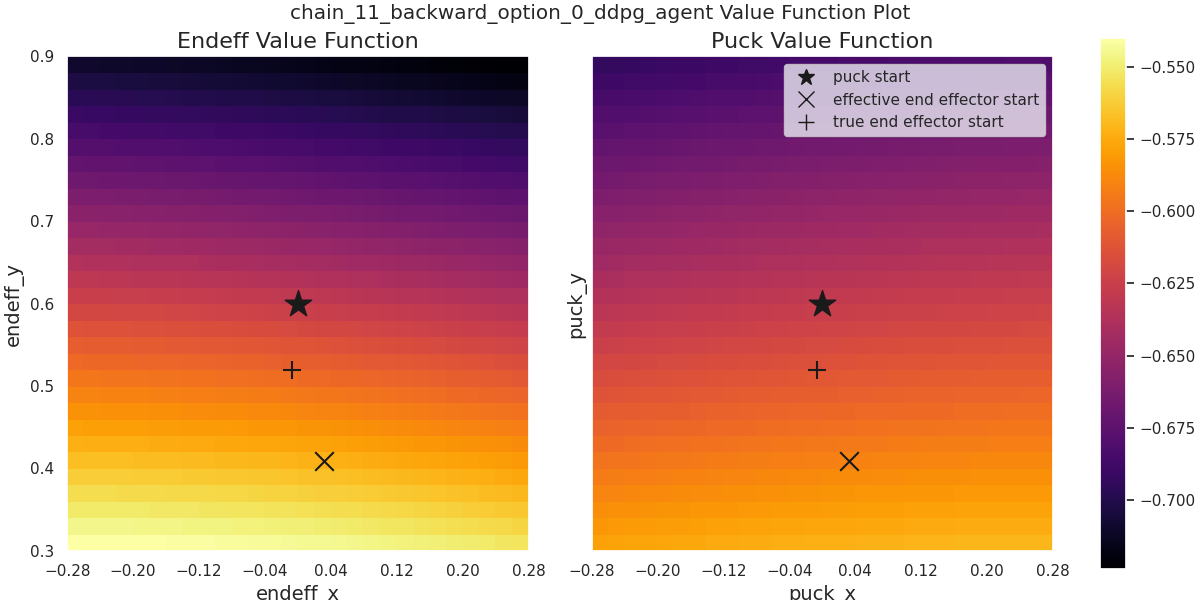 chain_11_backward_option_0_ddpg_agent Value Function Plot
Endeff Value Function
Puck Value Function
puck start
effective end effector start
true end effector start
0.9
0.8
0.7
0.6
0.5
0.4
0.3
endeff_y
−0.28 −0.20 −0.12 −0.04 0.04 0.12 0.20 0.28
endeff_x
puck_y
−0.28 −0.20 −0.12 −0.04 0.04 0.12 0.20 0.28
puck_x
−0.550
−0.575
−0.600
−0.625
−0.650
−0.675
−0.700